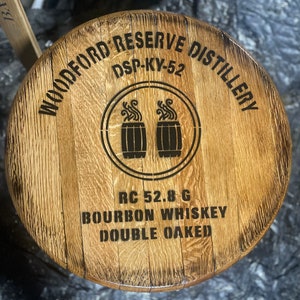 WOODFORD RESERVE DISTILLERY
DSP-KY-52
RC 52.8 G
BOURBON WHISKEY
DOUBLE OAKED